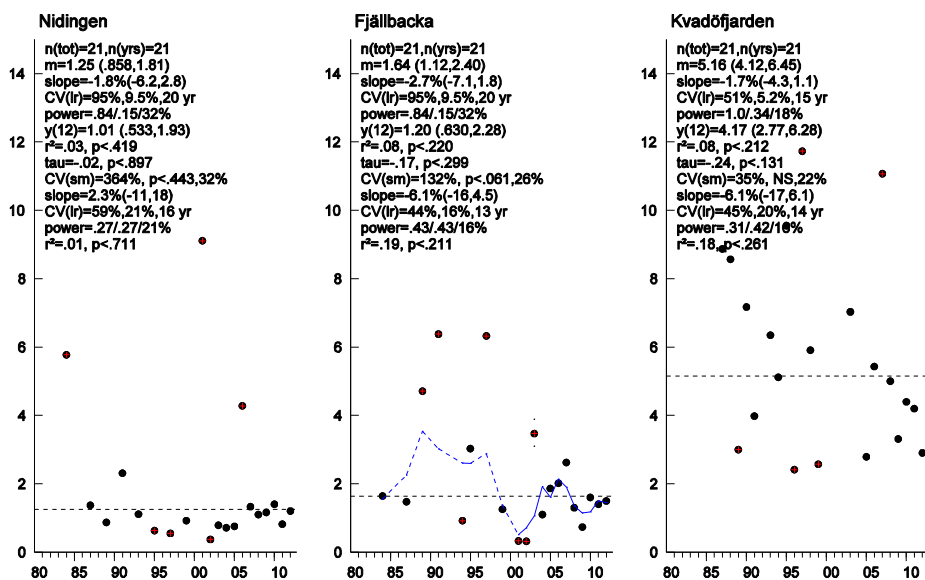 Nidingen
n(tot)=21,n(yrs)=21
m=1.25 (.858,1.81)
slope=-1.8%(-6.2,2.8)
CV(lr)=95%,9.5%,20 yr
power=.84/.15/32%
y(12)=1.01 (.533,1.93)
r²=.03, p<.419
tau=-.02, p<.897
CV(sm)=364%, p<.443,32%
slope=2.3%(-11,18)
CV(lr)=59%,21%,16 yr
power=.27/.27/21%
r²=.01, p<.711
14
12
10
8
6
4
2
0
80 85 90 95 00 05 10
Fjällbacka
n(tot)=21,n(yrs)=21
m=1.64 (1.12,2.40)
slope=-2.7%(-7.1,1.8)
CV(lr)=95%,9.5%,20 yr
power=.84/.15/32%
y(12)=1.20 (.630,2.28)
r²=.08, p<.220
tau=-.17, p<.299
CV(sm)=132%, p<.061,26%
slope=-6.1%(-16,4.5)
CV(lr)=44%,16%,13 yr
power=.43/.43/16%
r²=.19, p<.211
14
12
10
8
6
4
2
0
80 85 90 95 00 05 10
Kvadöfjarden
n(tot)=21,n(yrs)=21
m=5.16 (4.12,6.45)
slope=-1.7%(-4.3,1.1)
CV(lr)=51%,5.2%,15 yr
power=1.0/.34/18%
y(12)=4.17 (2.77,6.28)
r²=.08, p<.212
tau=-.24, p<.131
CV(sm)=35%, NS,22%
slope=-6.1%(-17,6.1)
CV(lr)=45%,20%,14 yr
power=.31/.42/16%
r²=.18, p<.261
14
12
10
8
6
4
2
0
80 85 90 95 00 05 10